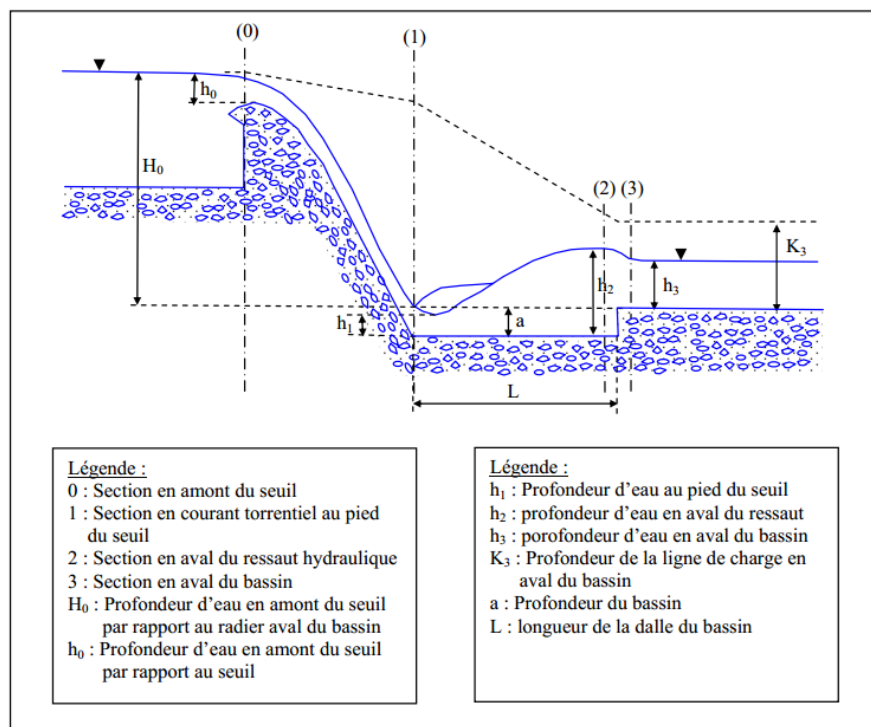 (0)
(1)
h0
H0
(2) (3)
K3
h2
h3
h1
a
L
Légende :
0 : Section en amont du seuil
1 : Section en courant torrentiel au pied
du seuil
2 : Section en aval du ressaut hydraulique
3 : Section en aval du bassin
H0 : Profondeur d'eau en amont du seuil
par rapport au radier aval du bassin
h0 : Profondeur d'eau en amont du seuil
par rapport au seuil
Légende :
h1 : Profondeur d'eau au pied du seuil
h2 : profondeur d'eau en aval du ressaut
h3 : porofondeur d'eau en aval du bassin
K3 : Profondeur de la ligne de charge en
aval du bassin
a : Profondeur du bassin
L : longueur de la dalle du bassin